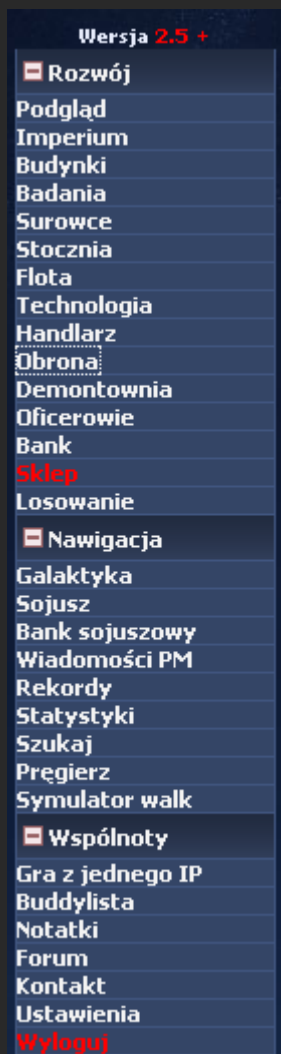 Wersja 2.5 +
Rozwój
Podgląd
Imperium
Budynki
Badania
Surowce
Stocznia
Flota
Technologia
Handlarz
Obrona
Demontownia
Oficerowie
Bank
Sklep
Losowanie
Nawigacja
Galaktyka
Sojusz
Bank sojuszowy
Wiadomości PM
Rekordy
Statystyki
Szukaj
Pręgierz
Symulator walk
Wspólnoty
Gra z jednego IP
Buddylista
Notatki
Forum
Kontakt
Ustawienia
Wyloguj